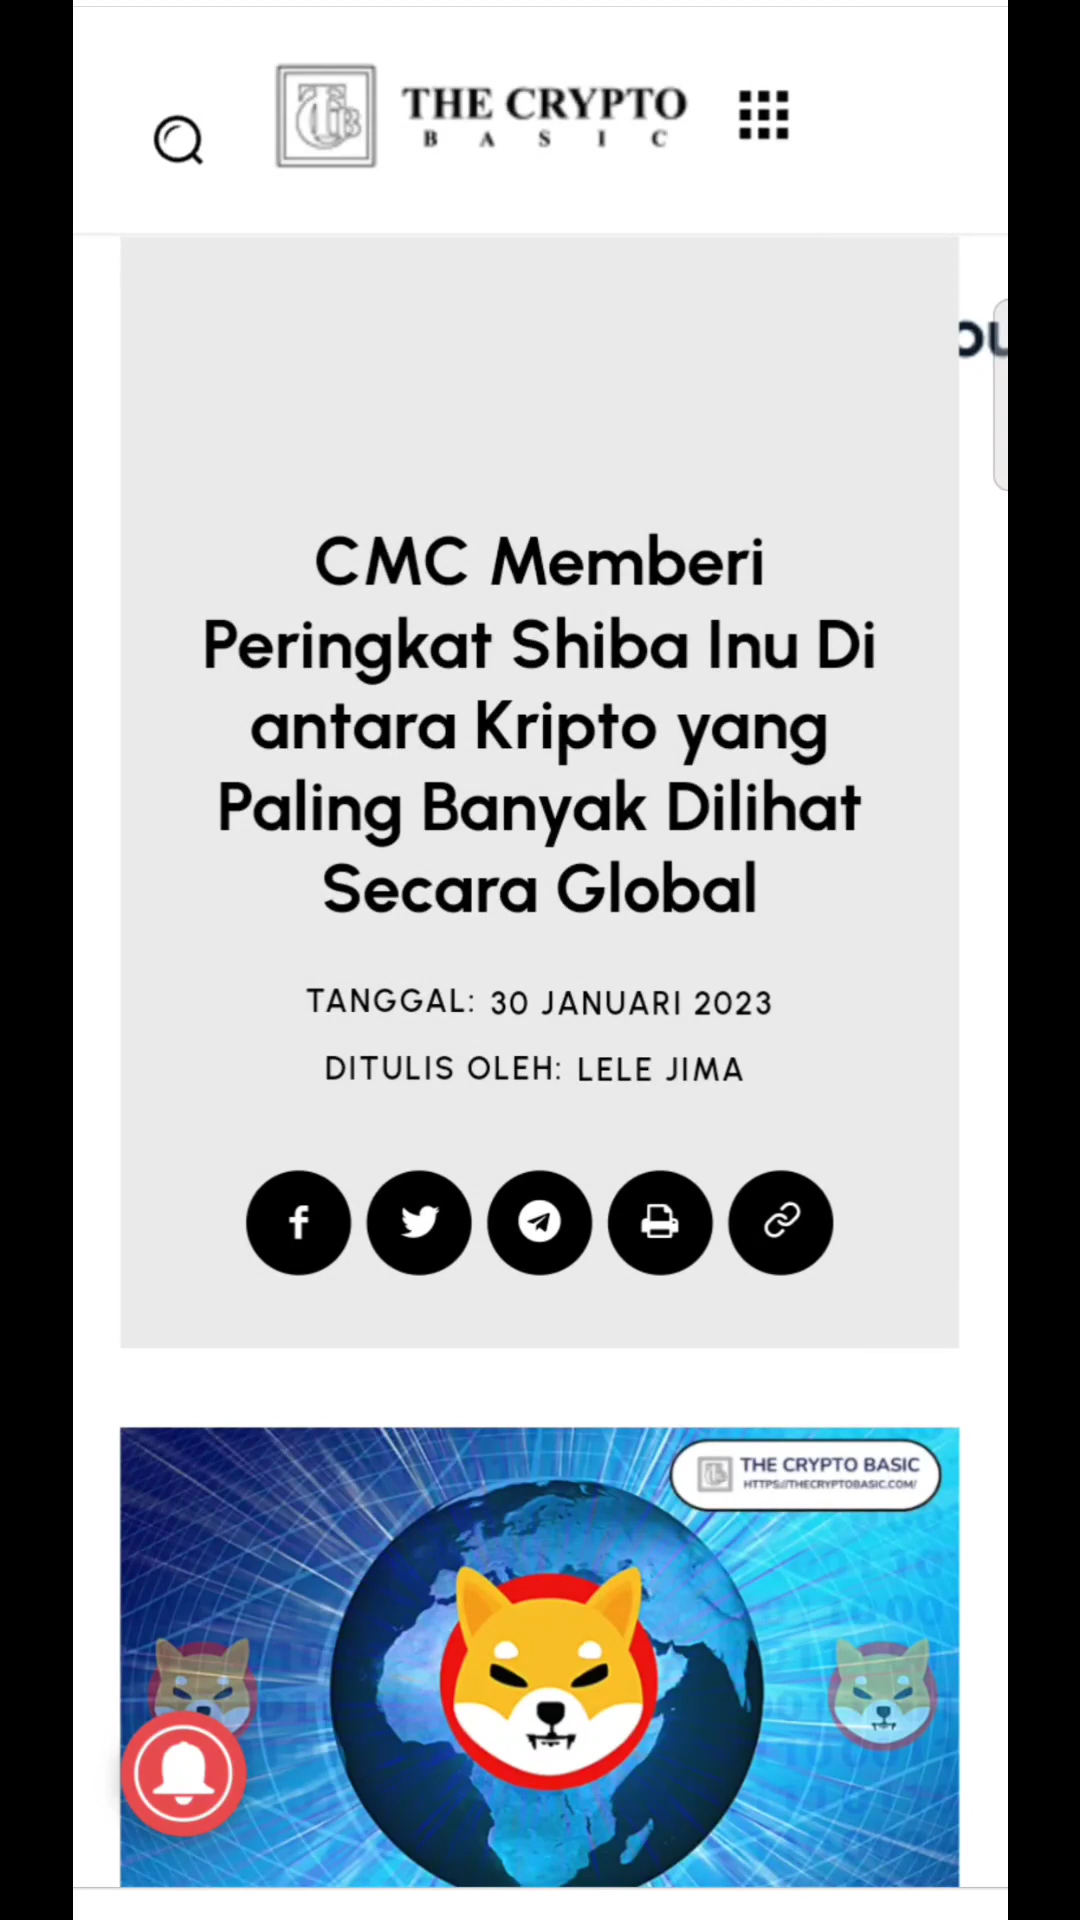 THE CRYPTO
BASIC
CMC Memberi
Peringkat Shiba Inu Di
antara Kripto yang
Paling Banyak Dilihat
Secara Global
TANGGAL: 30 JANUARI 2023
DITULIS OLEH: LELE JIMA
THE CRYPTO BASIC
HTTPS://THECRYPTOBASIC.COM/